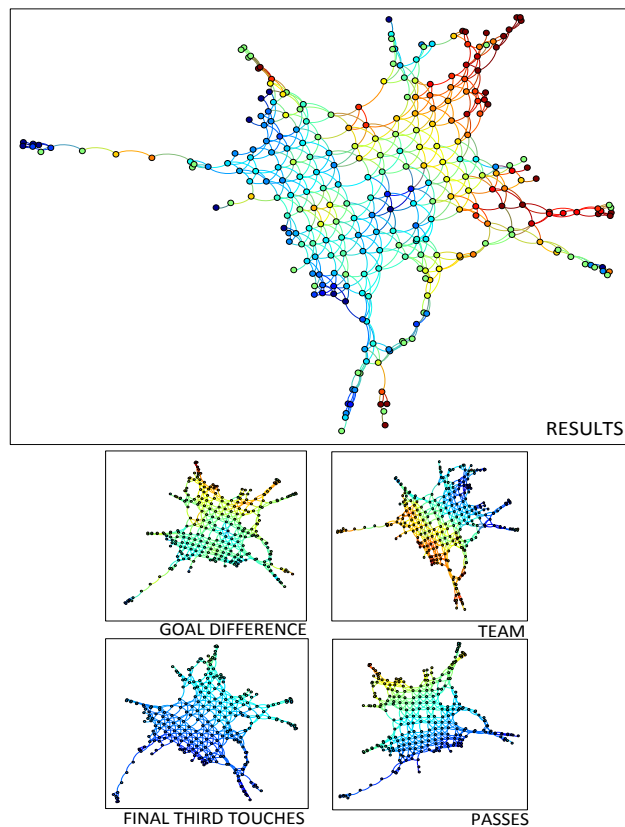 RESULTS
GOAL DIFFERENCE
TEAM
FINAL THIRD TOUCHES
PASSES